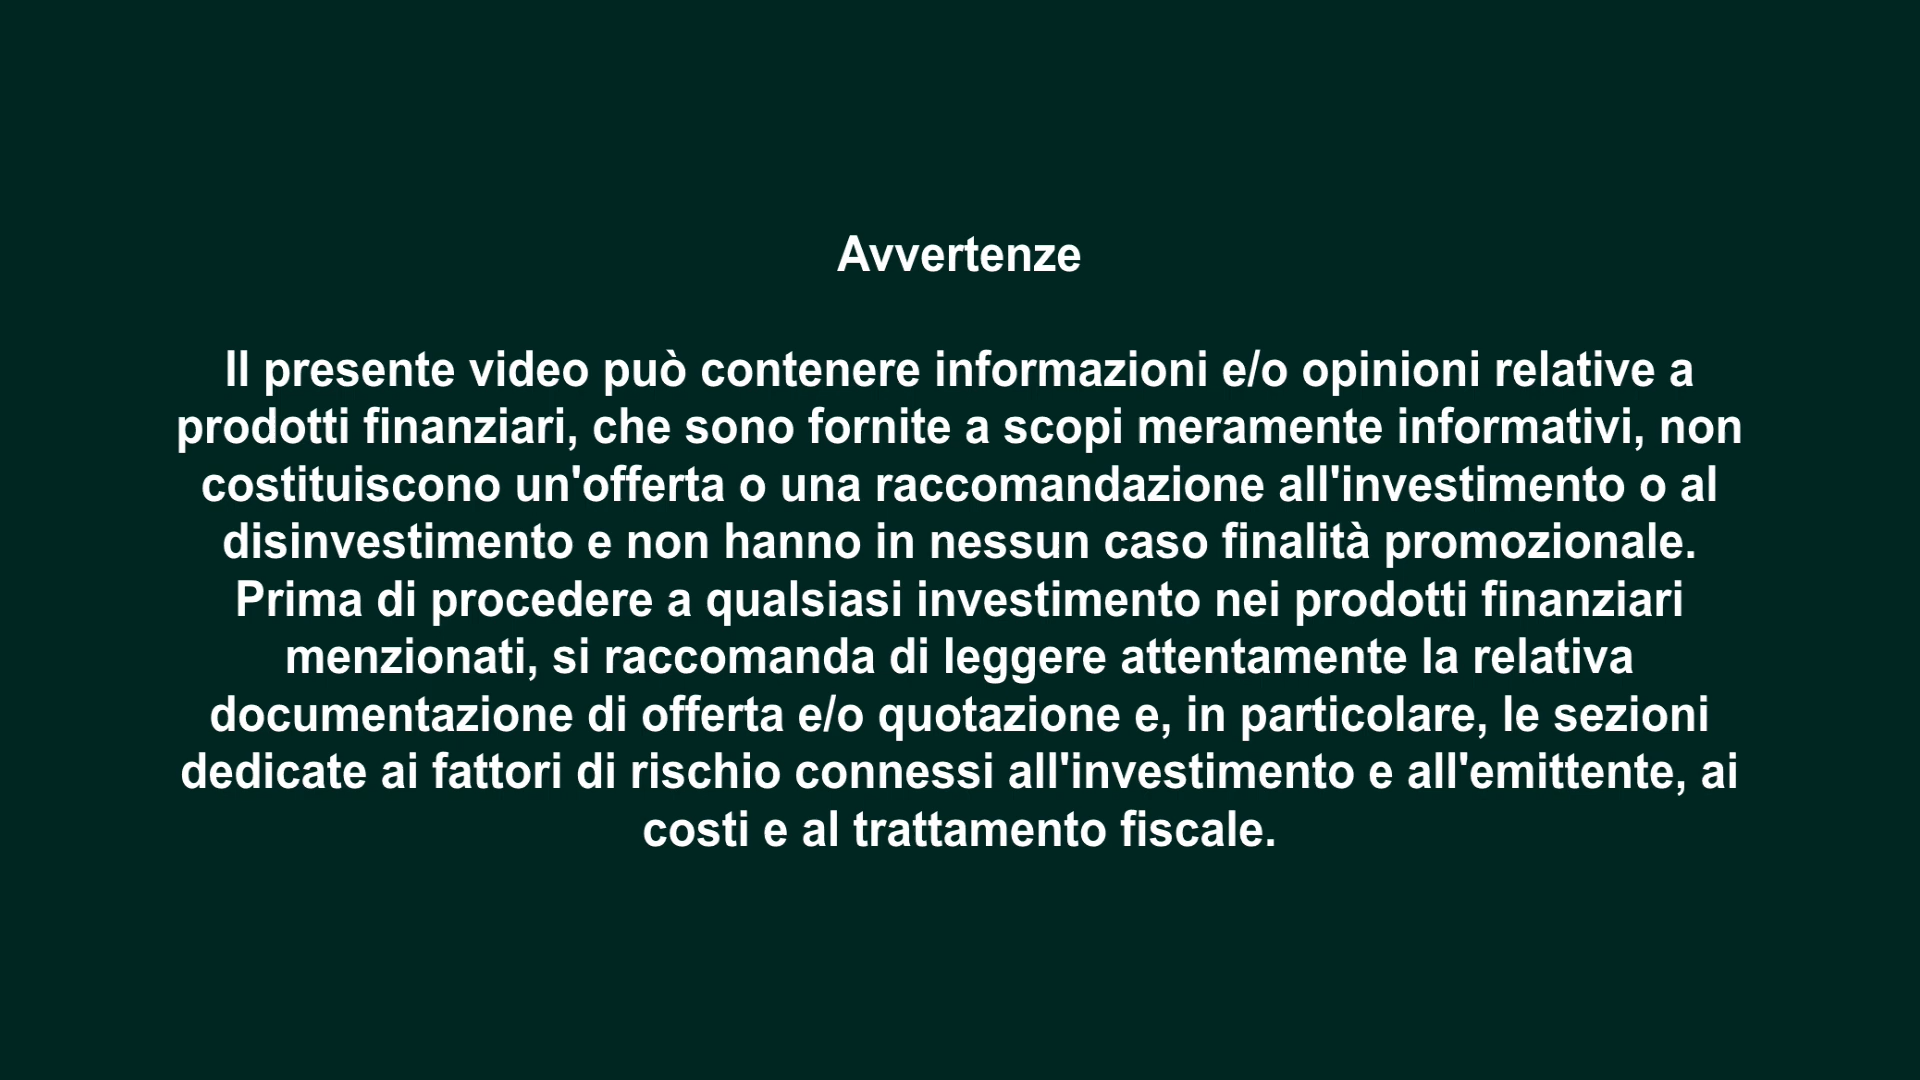 Avvertenze
Il presente video può contenere informazioni e/o opinioni relative a
prodotti finanziari, che sono fornite a scopi meramente informativi, non
costituiscono un'offerta o una raccomandazione all'investimento o al
disinvestimento e non hanno in nessun caso finalità promozionale.
Prima di procedere a qualsiasi investimento nei prodotti finanziari
menzionati, si raccomanda di leggere attentamente la relativa
documentazione di offerta e/o quotazione e, in particolare, le sezioni
dedicate ai fattori di rischio connessi all'investimento e all'emittente, ai
costi e al trattamento fiscale.